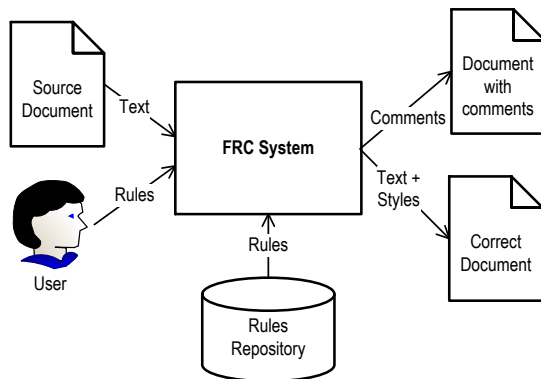 Source
Document
Text
Rules
User
FRC System
Rules
Rules
Repository
Comments
Text +
Styles
Document
with
comments
Correct
Document